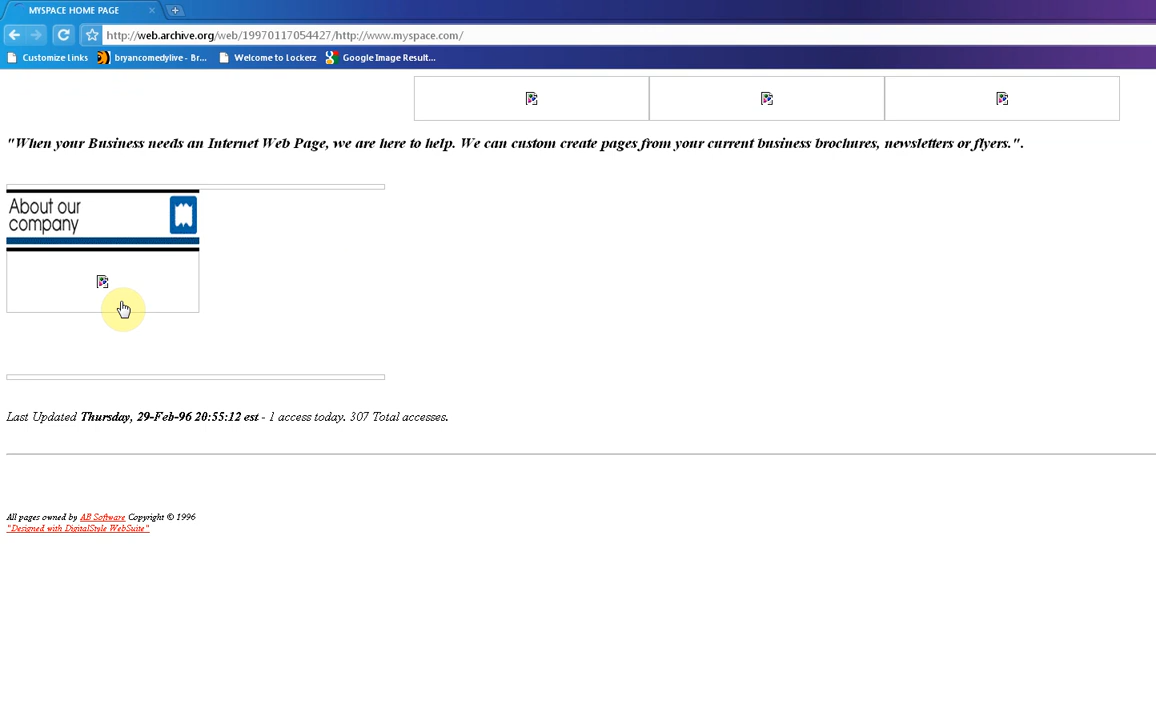 MYSPACE HOME PAGE
http://web.archive.org/web/19970117054427/http://www.myspace.com/
Customize Links bryancomedylive - Br... Welcome to Lockerz Google Image Result...
"When your Business needs an Internet Web Page, we are here to help. We can custom create pages from your current business brochures, newsletters or flyers.".
About our
company
Last Updated Thursday, 29-Feb-96 20:55:12 est - 1 access today. 307 Total accesses.
All pages owned by AB Software Copyright © 1996
"Designed with DigitalStyle WebSuite"